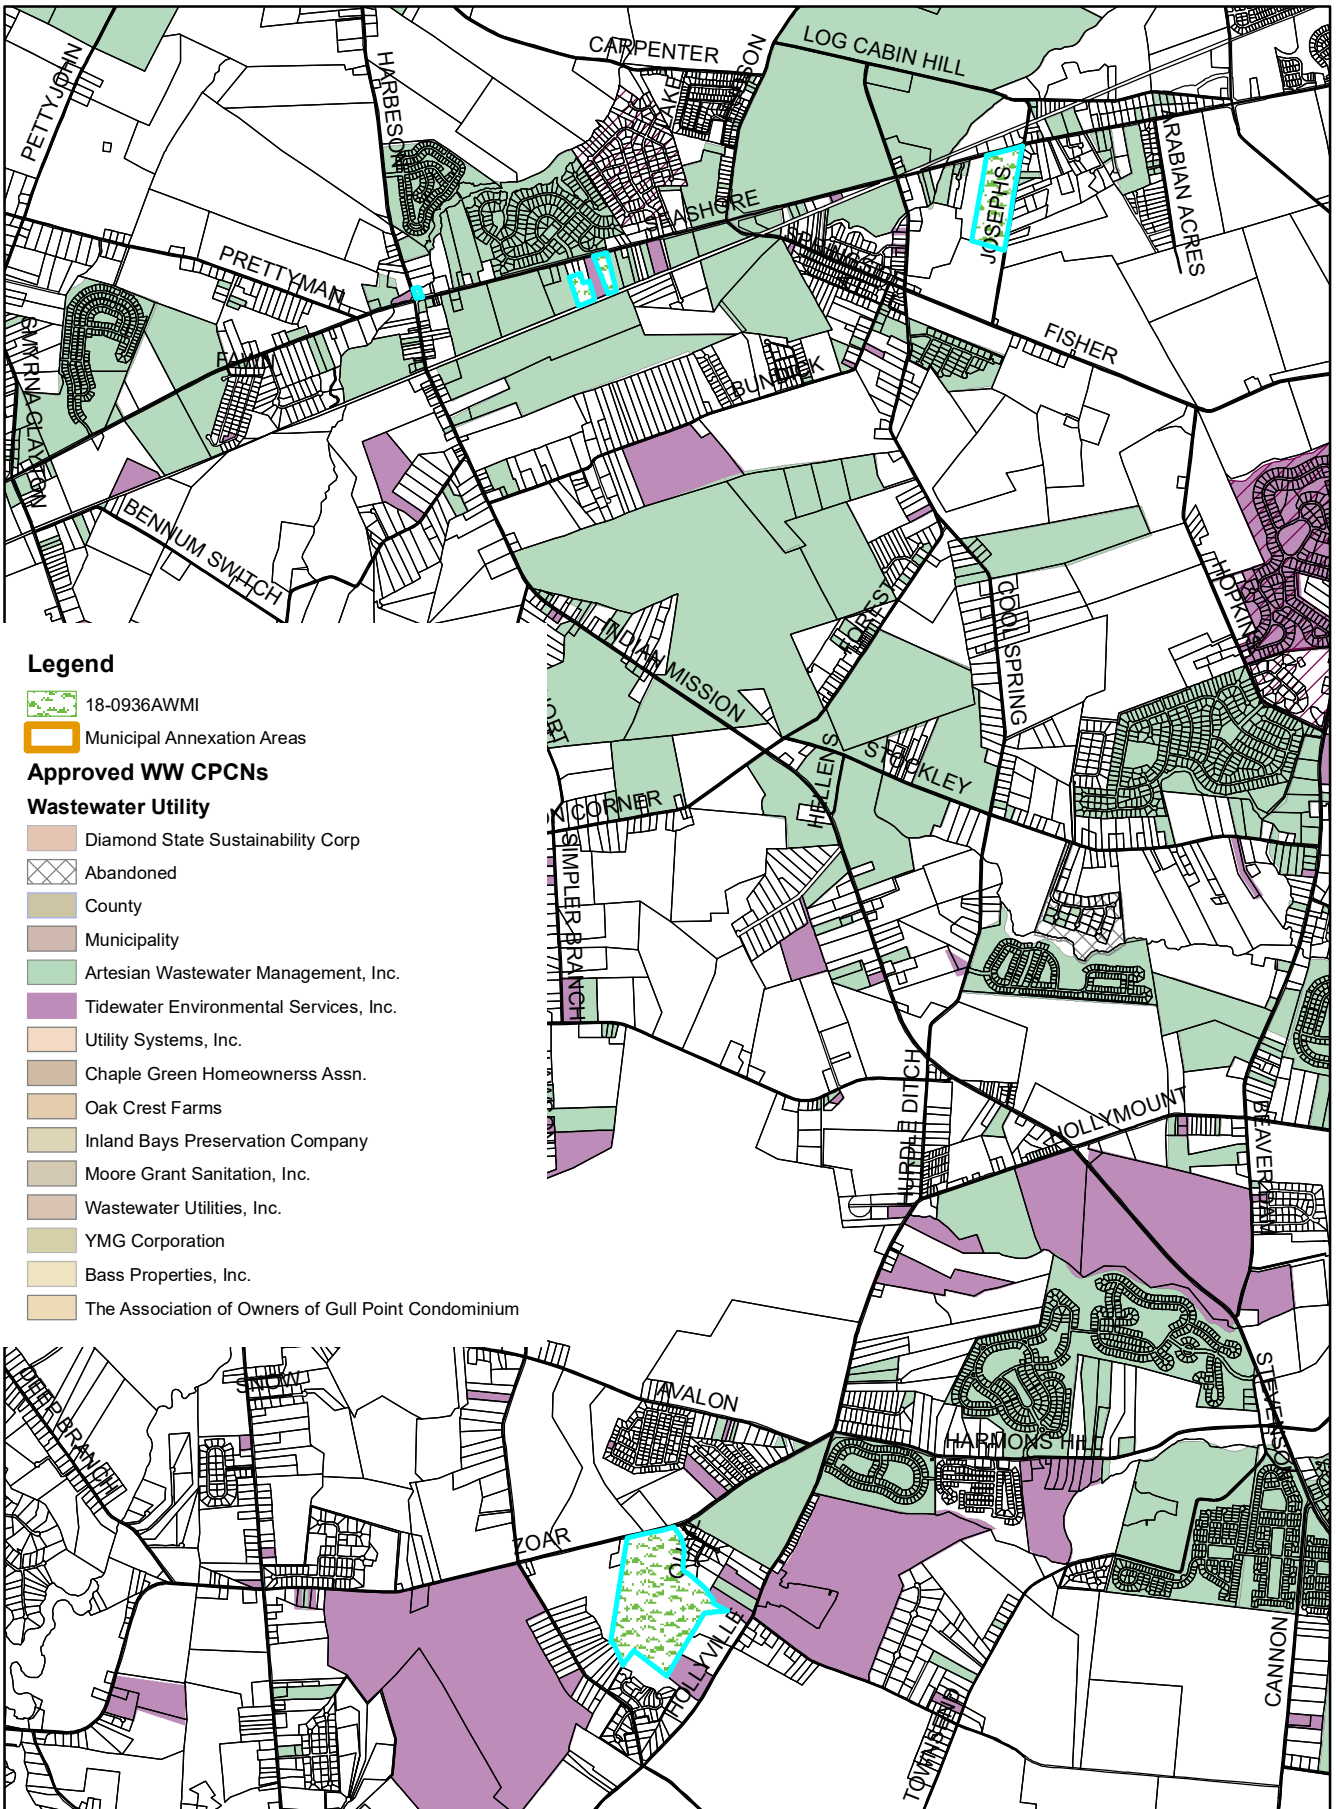 CARPENTER
LOG CABIN HILL
PETTYJOHN
HARBESON
ARABIAN ACRES
SEASHORE
JOSEPHS
PRETTYMAN
FISHER
SMYRNA CLAYTON
BUNDICK
BENNUM SWITCH
HOPKINS
FOREST
COOL SPRING
INDIAN MISSION
STOCKLEY
HELLENS
ON CORNER
SIMPLER BRANCH
Legend
18-0936AWMI
Municipal Annexation Areas
Approved WW CPCNs
Wastewater Utility
Diamond State Sustainability Corp
Abandoned
County
Municipality
Artesian Wastewater Management, Inc.
Tidewater Environmental Services, Inc.
Utility Systems, Inc.
Chaple Green Homeownerss Assn.
Oak Crest Farms
Inland Bays Preservation Company
Moore Grant Sanitation, Inc.
Wastewater Utilities, Inc.
YMG Corporation
Bass Properties, Inc.
The Association of Owners of Gull Point Condominium
HURDLE DITCH
HOLLYMOUNT
BEAVER DAM
SNOW
AVALON
STEVENSON
HARMONS HILL
ZOAR
HOLLYVILLE
CANNON
TOWNSEND